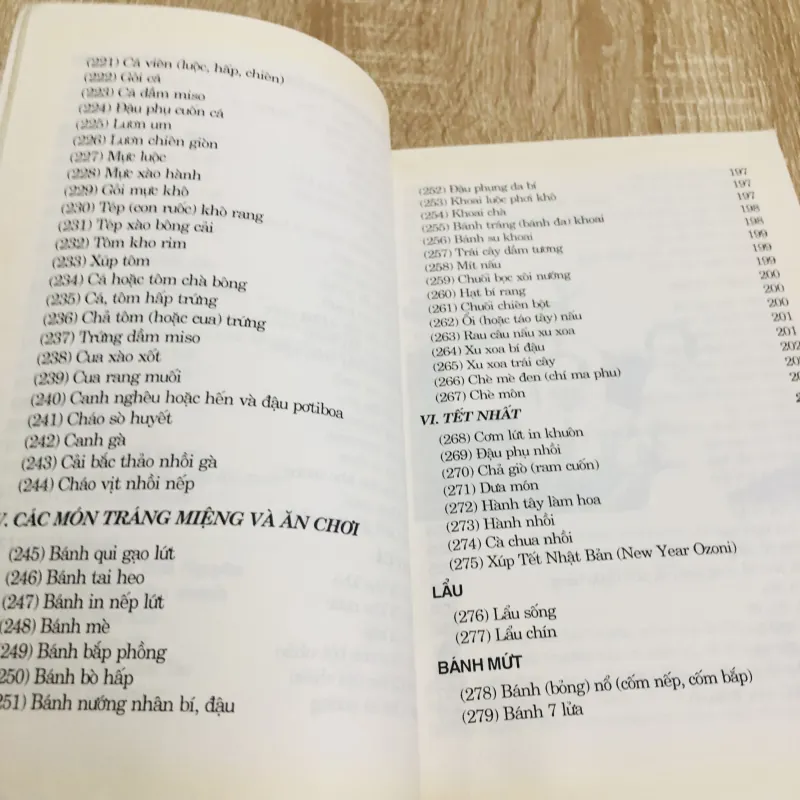 (221) Cá viên (luộc, hấp, chiên)
(222) Gỏi cá
(223) Cá dầm miso
(224) Đậu phụ cuôn cá
(225) Lươn um
(226) Lươn chiên giòn
(227) Mực luộc
(228) Mực xào hành
(229) Gỏi mực khô
(230) Tép (con ruốc) khô rang
(231) Tép xào bông cải
(232) Tôm kho rim
(233) Xúp tôm
(234) Cá hoặc tôm chà bông
(235) Cá, tôm hấp trứng
(236) Chả tôm (hoặc cua) trứng
(237) Trứng dầm miso
(238) Cua xào xốt
(239) Cua rang muối
(240) Canh nghêu hoặc hến và đậu pơtiboa
(241) Cháo sò huyết
(242) Canh gà
(243) Cải bắc thảo nhồi gà
(244) Cháo vịt nhồi nếp
V. CÁC MÓN TRÁNG MIỆNG VÀ ĂN CHƠI
(245) Bánh qui gạo lứt
(246) Bánh tai heo
(247) Bánh in nếp lứt
(248) Bánh mè
(249) Bánh bắp phồng
250) Bánh bò hấp
251) Bánh nướng nhân bí, đậu
(252) Đậu phụng da bí 197
(253) Khoai luộc phơi khô 197
(254) Khoai chà 197
(255) Bánh tráng (bánh đa) khoai 198
(256) Bánh su khoai 198
(257) Trái cây dầm tương 199
(258) Mít nấu 199
(259) Chuối bọc xôi nướng 199
(260) Hạt bí rang 200
(261) Chuối chiên bột 200
(262) Ổi (hoặc táo tây) nấu 200
(263) Rau câu nấu xu xoa 201
(264) Xu xoa bí đậu 201
(265) Xu xoa trái cây 202
(266) Chè mè đen (chí ma phu)
(267) Chè môn
VI. TẾT NHẤT
(268) Cơm lứt in khuôn
(269) Đậu phụ nhồi
(270) Chả giò (ram cuốn)
(271) Dưa món
(272) Hành tây làm hoa
(273) Hành nhồi
(274) Cà chua nhồi
(275) Xúp Tết Nhật Bản (New Year Ozoni)
LẨU
(276) Lẩu sống
(277) Lẩu chín
BÁNH MỨT
(278) Bánh (bỏng) nổ (cốm nếp, cốm bắp)
(279) Bánh 7 lửa